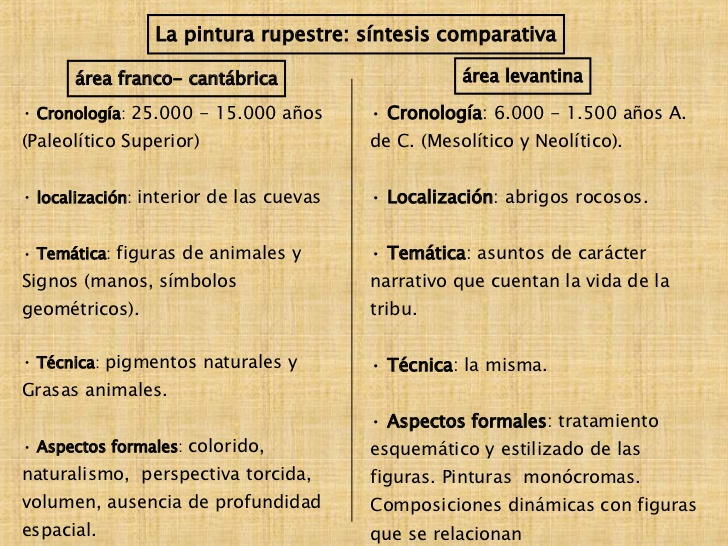 La pintura rupestre: síntesis comparativa
área franco- cantábrica
• Cronología: 25.000 - 15.000 años
(Paleolítico Superior)
• localización: interior de las cuevas
• Temática: figuras de animales y
Signos (manos, símbolos
geométricos).
• Técnica: pigmentos naturales y
Grasas animales.
• Aspectos formales: colorido,
naturalismo, perspectiva torcida,
volumen, ausencia de profundidad
espacial.
área levantina
• Cronología: 6.000 - 1.500 años A.
de C. (Mesolítico y Neolítico).
• Localización: abrigos rocosos.
• Temática: asuntos de carácter
narrativo que cuentan la vida de la
tribu.
• Técnica: la misma.
• Aspectos formales: tratamiento
esquemático y estilizado de las
figuras. Pinturas monócromas.
Composiciones dinámicas con figuras
que se relacionan